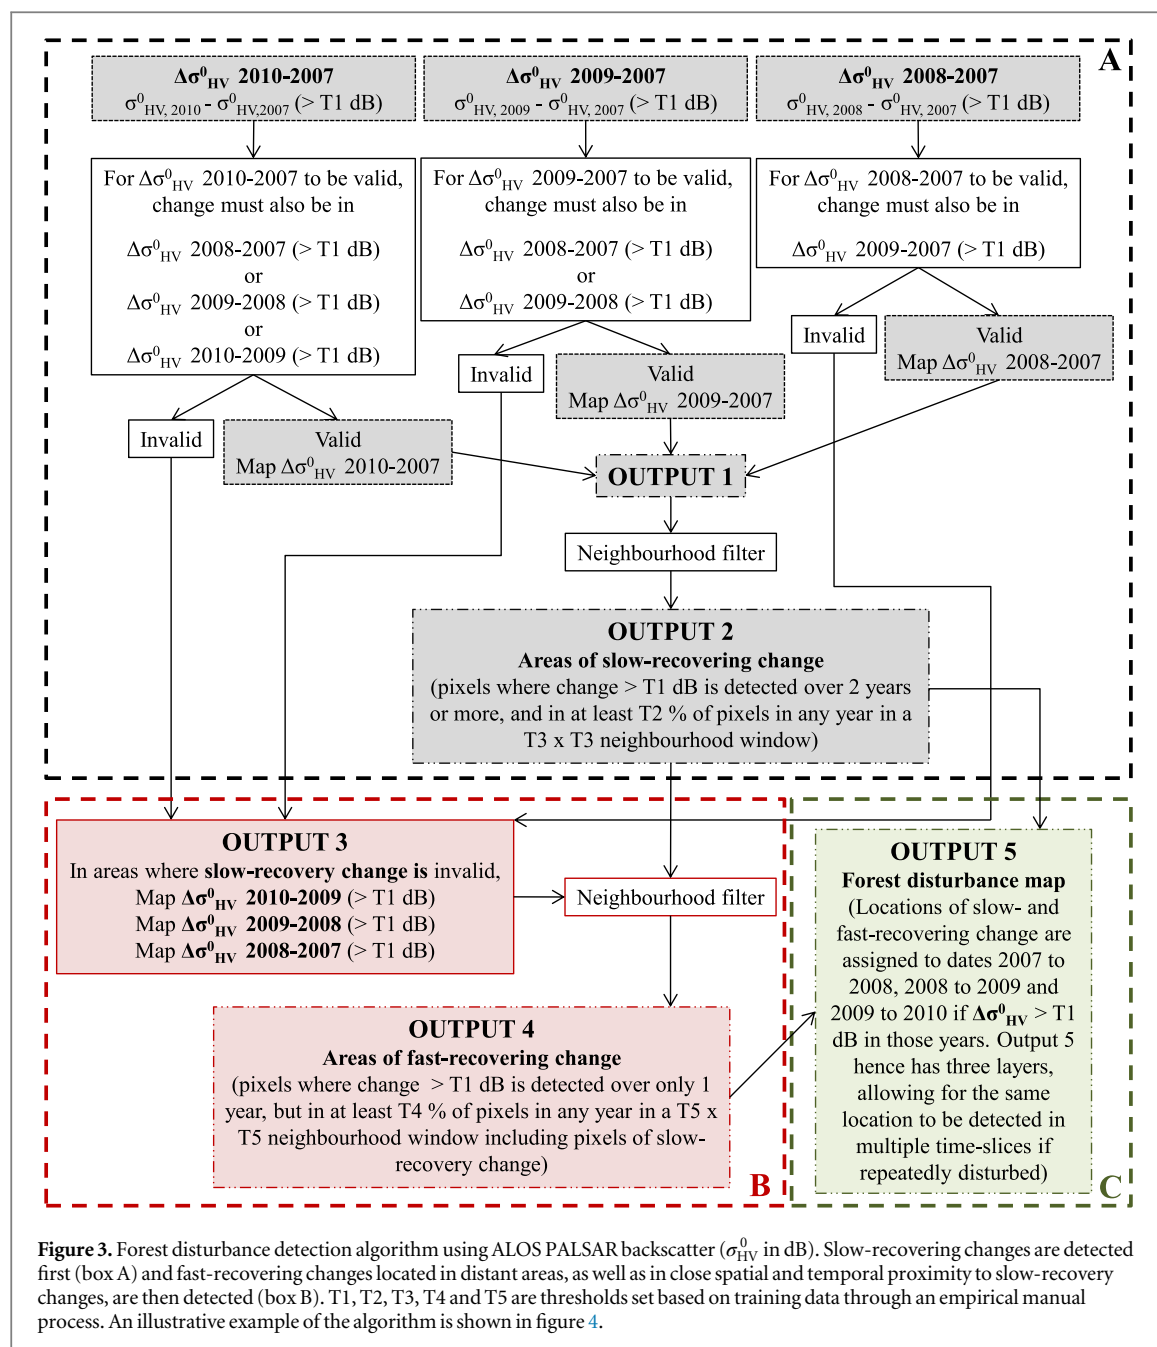 A
Δσ⁰HV 2010-2007
σ⁰HV, 2010 - σ⁰HV,2007 (> T1 dB)
Δσ⁰HV 2009-2007
σ⁰HV, 2009 - σ⁰HV, 2007 (> T1 dB)
Δσ⁰HV 2008-2007
σ⁰HV, 2008 - σ⁰HV, 2007 (> T1 dB)
For Δσ⁰HV 2010-2007 to be valid,
change must also be in
Δσ⁰HV 2008-2007 (> T1 dB)
or
Δσ⁰HV 2009-2008 (> T1 dB)
or
Δσ⁰HV 2010-2009 (> T1 dB)
For Δσ⁰HV 2009-2007 to be valid,
change must also be in
Δσ⁰HV 2008-2007 (> T1 dB)
or
Δσ⁰HV 2009-2008 (> T1 dB)
For Δσ⁰HV 2008-2007 to be valid,
change must also be in
Δσ⁰HV 2009-2007 (> T1 dB)
Invalid
Valid
Map Δσ⁰HV 2010-2007
Invalid
Valid
Map Δσ⁰HV 2009-2007
Invalid
Valid
Map Δσ⁰HV 2008-2007
OUTPUT 1
Neighbourhood filter
OUTPUT 2
Areas of slow-recovering change
(pixels where change > T1 dB is detected over 2 years
or more, and in at least T2 % of pixels in any year in a
T3 x T3 neighbourhood window)
OUTPUT 3
In areas where slow-recovery change is invalid,
Map Δσ⁰HV 2010-2009 (> T1 dB)
Map Δσ⁰HV 2009-2008 (> T1 dB)
Map Δσ⁰HV 2008-2007 (> T1 dB)
Neighbourhood filter
OUTPUT 4
Areas of fast-recovering change
(pixels where change > T1 dB is detected over only 1
year, but in at least T4 % of pixels in any year in a T5 x
T5 neighbourhood window including pixels of slow-
recovery change)
B
OUTPUT 5
Forest disturbance map
(Locations of slow- and
fast-recovering change are
assigned to dates 2007 to
2008, 2008 to 2009 and
2009 to 2010 if Δσ⁰HV > T1
dB in those years. Output 5
hence has three layers,
allowing for the same
location to be detected in
multiple time-slices if
repeatedly disturbed)
C
Figure 3. Forest disturbance detection algorithm using ALOS PALSAR backscatter (σ⁰HV in dB). Slow-recovering changes are detected
first (box A) and fast-recovering changes located in distant areas, as well as in close spatial and temporal proximity to slow-recovery
changes, are then detected (box B). T1, T2, T3, T4 and T5 are thresholds set based on training data through an empirical manual
process. An illustrative example of the algorithm is shown in figure 4.